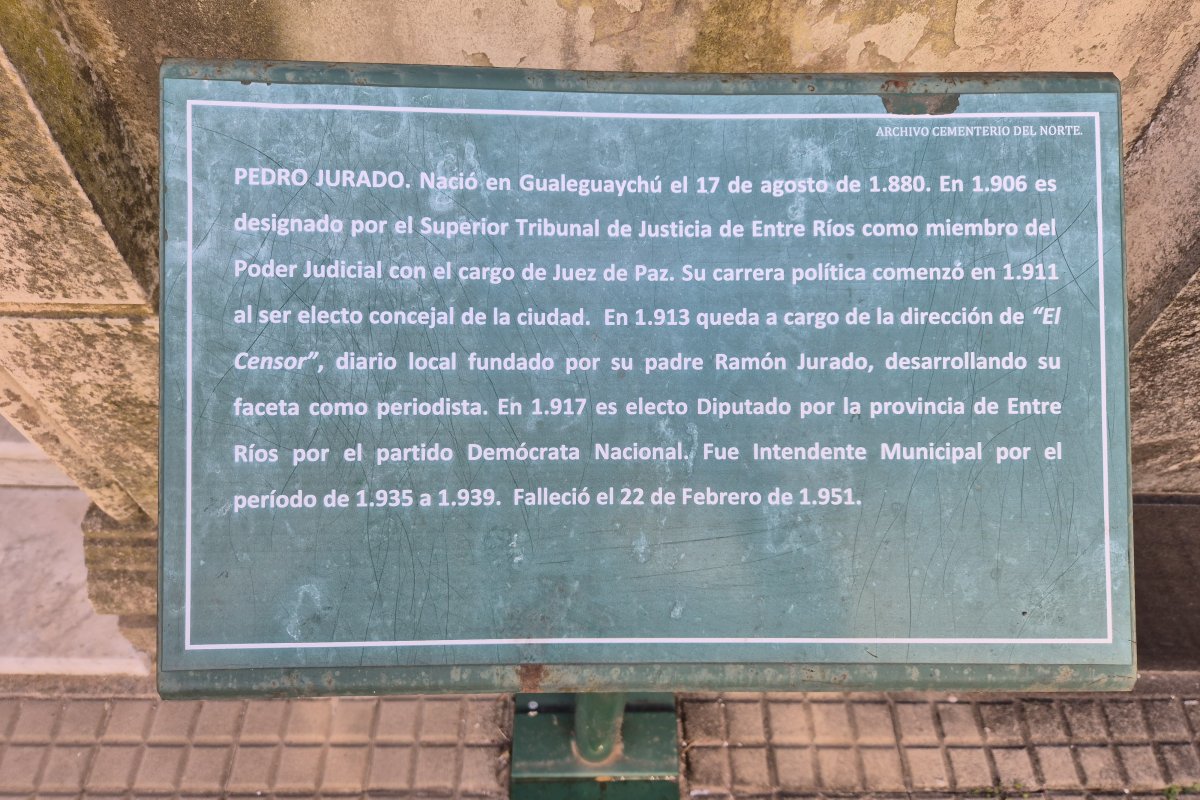 ARCHIVO CEMENTERIO DEL NORTE.
PEDRO JURADO. Nació en Gualeguaychú el 17 de agosto de 1.880. En 1.906 es
designado por el Superior Tribunal de Justicia de Entre Ríos como miembro del
Poder Judicial con el cargo de Juez de Paz. Su carrera política comenzó en 1.911
al ser electo concejal de la ciudad. En 1.913 queda a cargo de la dirección de “El
Censor”, diario local fundado por su padre Ramón Jurado, desarrollando su
faceta como periodista. En 1.917 es electo Diputado por la provincia de Entre
Ríos por el partido Demócrata Nacional. Fue Intendente Municipal por el
período de 1.935 a 1.939. Falleció el 22 de Febrero de 1.951.